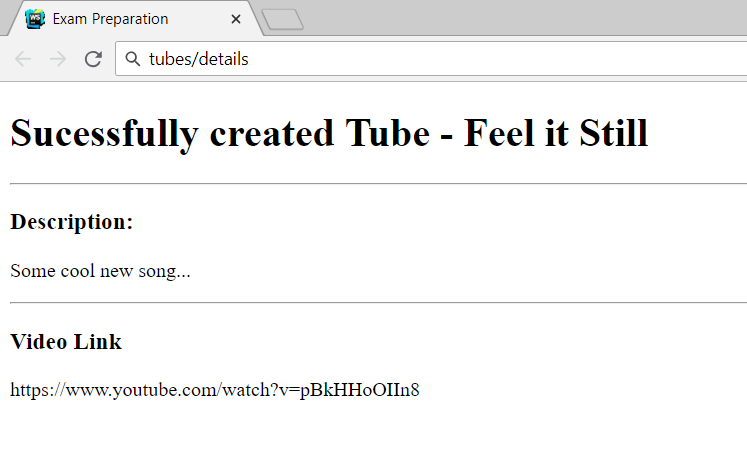 WS
Exam Preparation
tubes/details
Sucessfully created Tube - Feel it Still
Description:
Some cool new song...
Video Link
https://www.youtube.com/watch?v=pBkHHoOIIn8